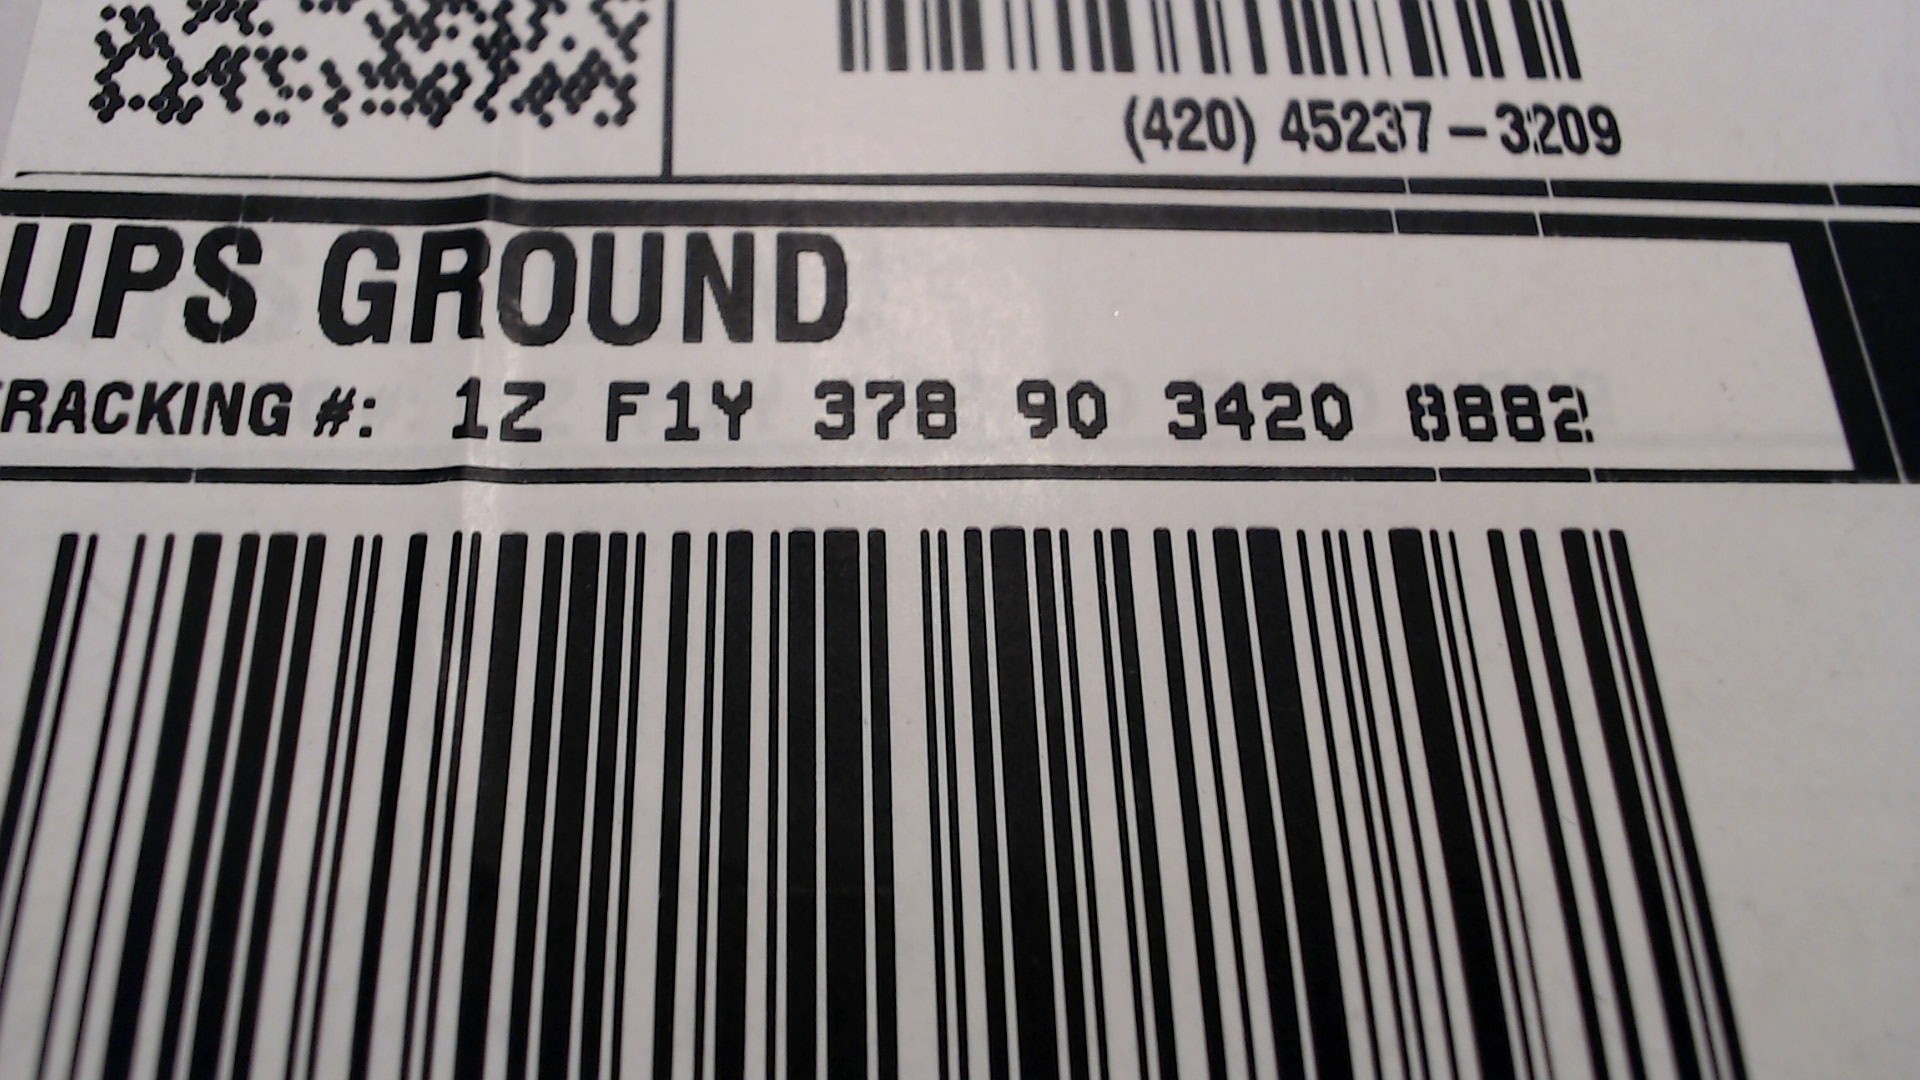 (420) 45237-3209
UPS GROUND
RACKING #: 1Z F1Y 378 90 3420 8882